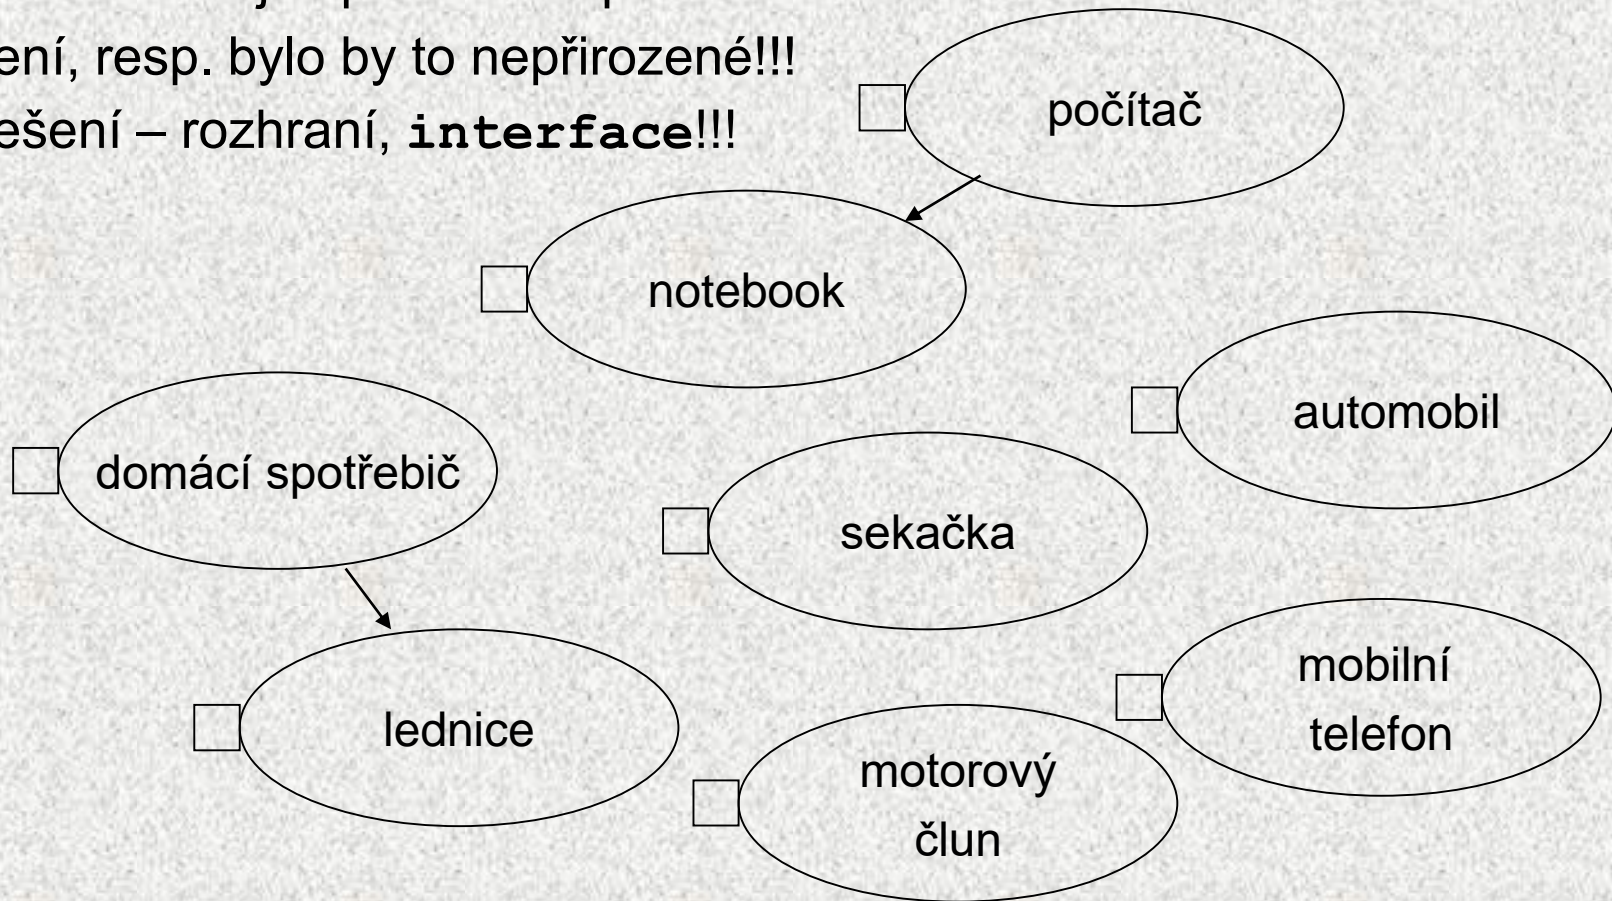 ení, resp. bylo by to nepřirozené!!!
ešení – rozhraní, interface!!!
počítač
notebook
automobil
domácí spotřebič
sekačka
mobilní
telefon
lednice
motorový
člun